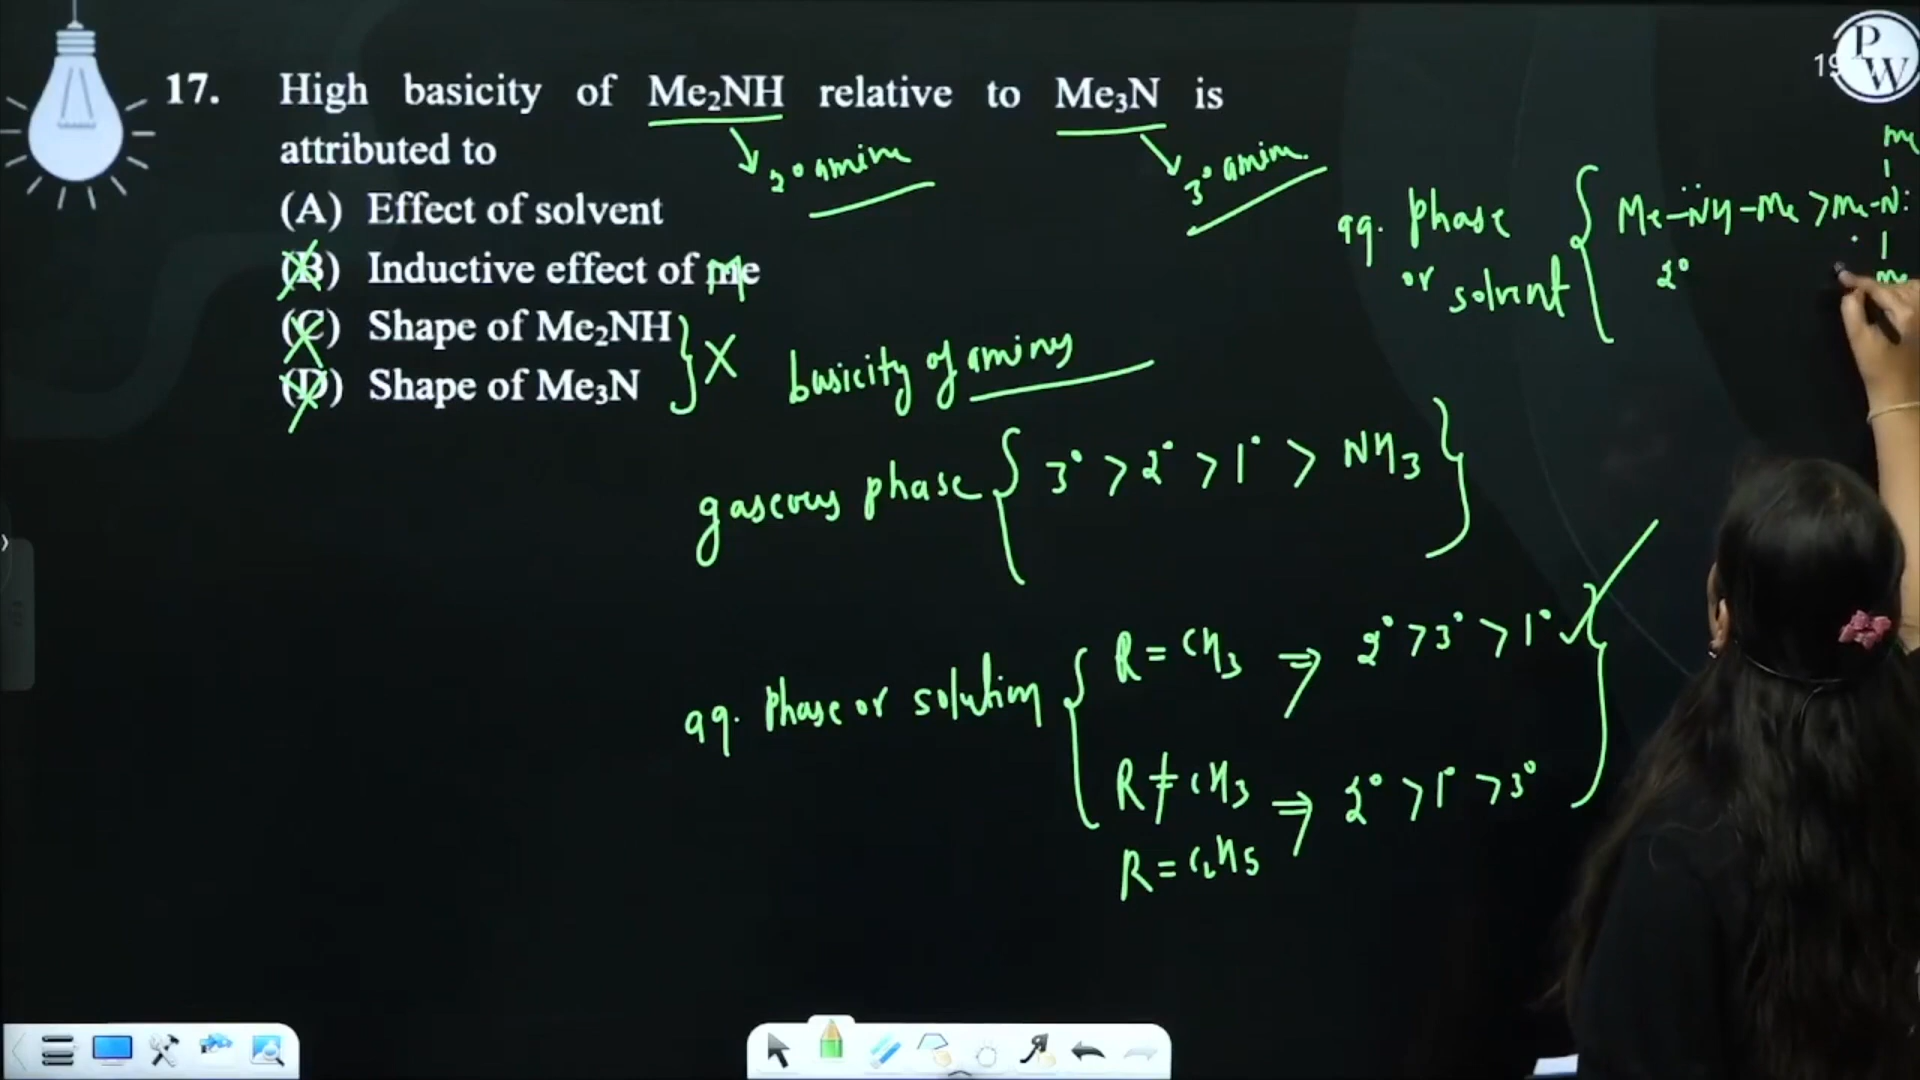 17. High basicity of Me₂NH relative to Me₃N is
attributed to
(A) Effect of solvent
(B) Inductive effect of me
(C) Shape of Me₂NH
(D) Shape of Me₃N
2° amine
3° amine
X
basicity of amines
gaseous phase { 3° > 2° > 1° > NH₃ }
aq. Phase or solution { R = CH₃ ⇒ 2° > 3° > 1° ✓
R ≠ CH₃ ⇒ 2° > 1° > 3° }
R = C₂H₅
aq. phase
or solvent { Me-N̈H-Me > Me-N:
me
me
2°
19
P
W